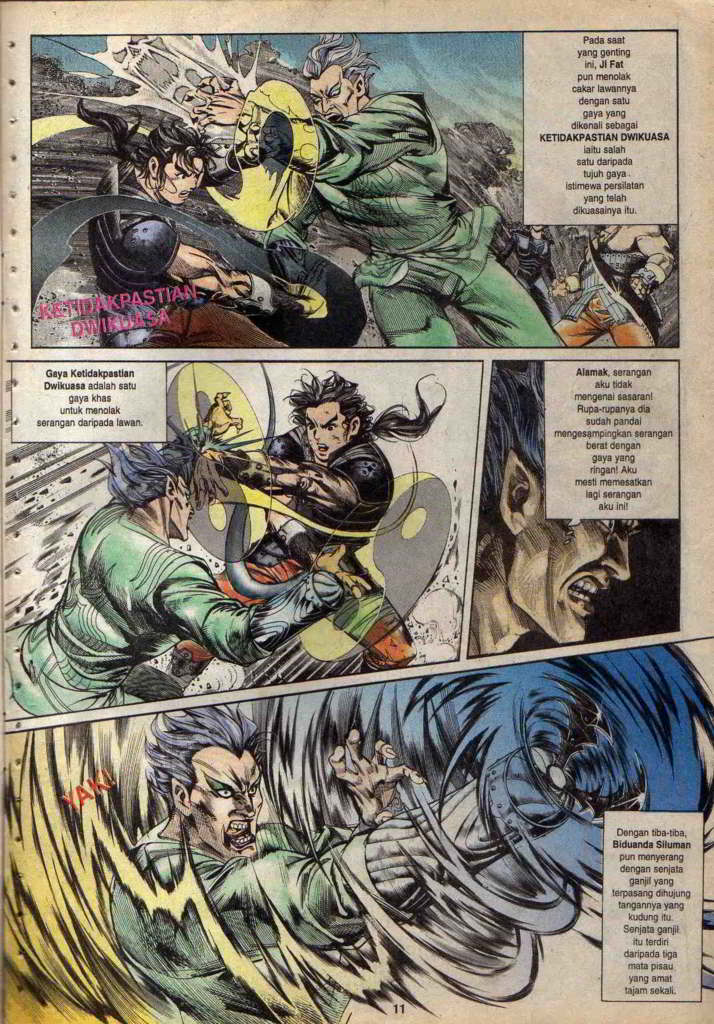 Pada saat
yang genting
ini, JI Fat
pun menolak
cakar lawannya
dengan satu
gaya yang
dikenali sebagai
KETIDAKPASTIAN DWIKUASA
iaitu salah
satu daripada
tujuh gaya
istimewa persilatan
yang telah
dikuasainya itu.
KETIDAKPASTIAN
DWIKUASA
Gaya Ketidakpastian
Dwikuasa adalah satu
gaya khas
untuk menolak
serangan daripada lawan.
Alamak, serangan
aku tidak
mengenai sasaran!
Rupa-rupanya dia
sudah pandai
mengesampingkan serangan
berat dengan
gaya yang
ringan! Aku
mesti memesatkan
lagi serangan
aku ini!
YAK!
Dengan tiba-tiba,
Biduanda Siluman
pun menyerang
dengan senjata
ganjil yang
terpasang dihujung
tangannya yang
kudung itu.
Senjata ganjil
itu terdiri
daripada tiga
mata pisau
yang amat
tajam sekali.
11